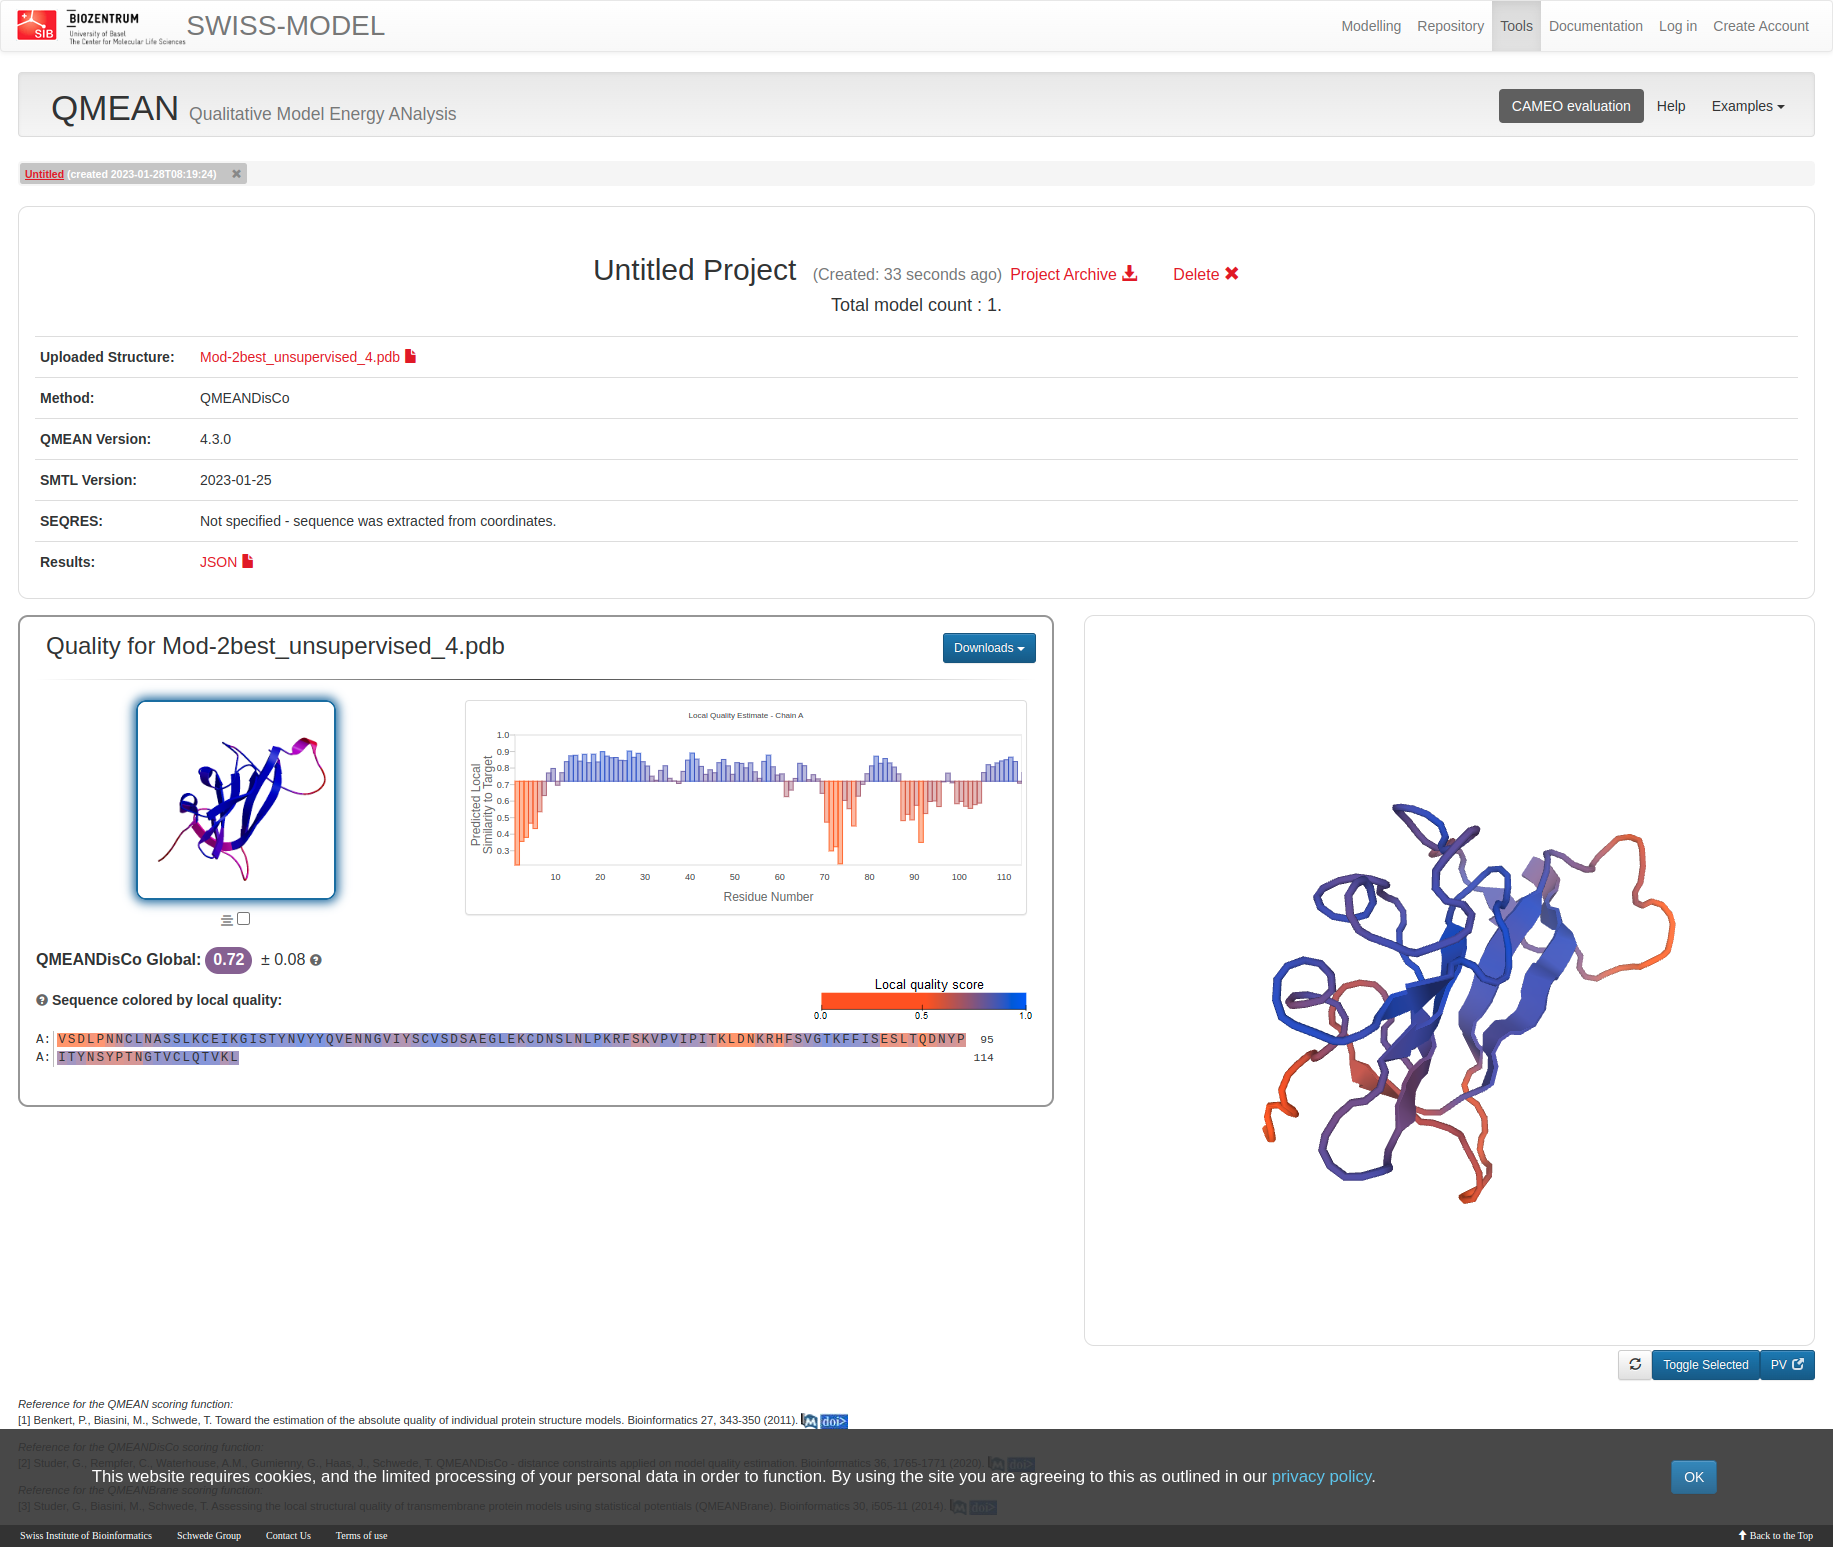 SIB
BIOZENTRUM
University of Basel
The Center for Molecular Life Sciences
SWISS-MODEL
Modelling Repository Tools Documentation Log in Create Account
QMEAN Qualitative Model Energy ANalysis
CAMEO evaluation Help Examples
Untitled (created 2023-01-28T08:19:24) ✖
Untitled Project (Created: 33 seconds ago) Project Archive Delete ✖
Total model count : 1.
Uploaded Structure: Mod-2best_unsupervised_4.pdb
Method: QMEANDisCo
QMEAN Version: 4.3.0
SMTL Version: 2023-01-25
SEQRES: Not specified - sequence was extracted from coordinates.
Results: JSON
Quality for Mod-2best_unsupervised_4.pdb
Downloads
Local Quality Estimate - Chain A
Predicted Local
Similarity to Target
1.0
0.9
0.8
0.7
0.6
0.5
0.4
0.3
10 20 30 40 50 60 70 80 90 100 110
Residue Number
QMEANDisCo Global: 0.72 ± 0.08
Sequence colored by local quality:
Local quality score
0.0 0.5 1.0
A: VSDLPNNCLNASSLKCEIKGISTYNVYYQVENNGVIYSCVSDSAEGLEKCDNSLNLPKRFSKVPVIPITKLDNKRHFSVGTKFFISESLTQDNYP 95
A: ITYNSYPTNGTVCLQTVKL 114
Toggle Selected PV
Reference for the QMEAN scoring function:
[1] Benkert, P., Biasini, M., Schwede, T. Toward the estimation of the absolute quality of individual protein structure models. Bioinformatics 27, 343-350 (2011). M doi>
Reference for the QMEANDisCo scoring function:
[2] Studer, G., Rempfer, C., Waterhouse, A.M., Gumienny, G., Haas, J., Schwede, T. QMEANDisCo - distance constraints applied on model quality estimation. Bioinformatics 36, 1765-1771 (2020). M doi>
This website requires cookies, and the limited processing of your personal data in order to function. By using the site you are agreeing to this as outlined in our privacy policy.
OK
Reference for the QMEANBrane scoring function:
[3] Studer, G., Biasini, M., Schwede, T. Assessing the local structural quality of transmembrane protein models using statistical potentials (QMEANBrane). Bioinformatics 30, i505-11 (2014). M doi>
Swiss Institute of Bioinformatics Schwede Group Contact Us Terms of use
Back to the Top